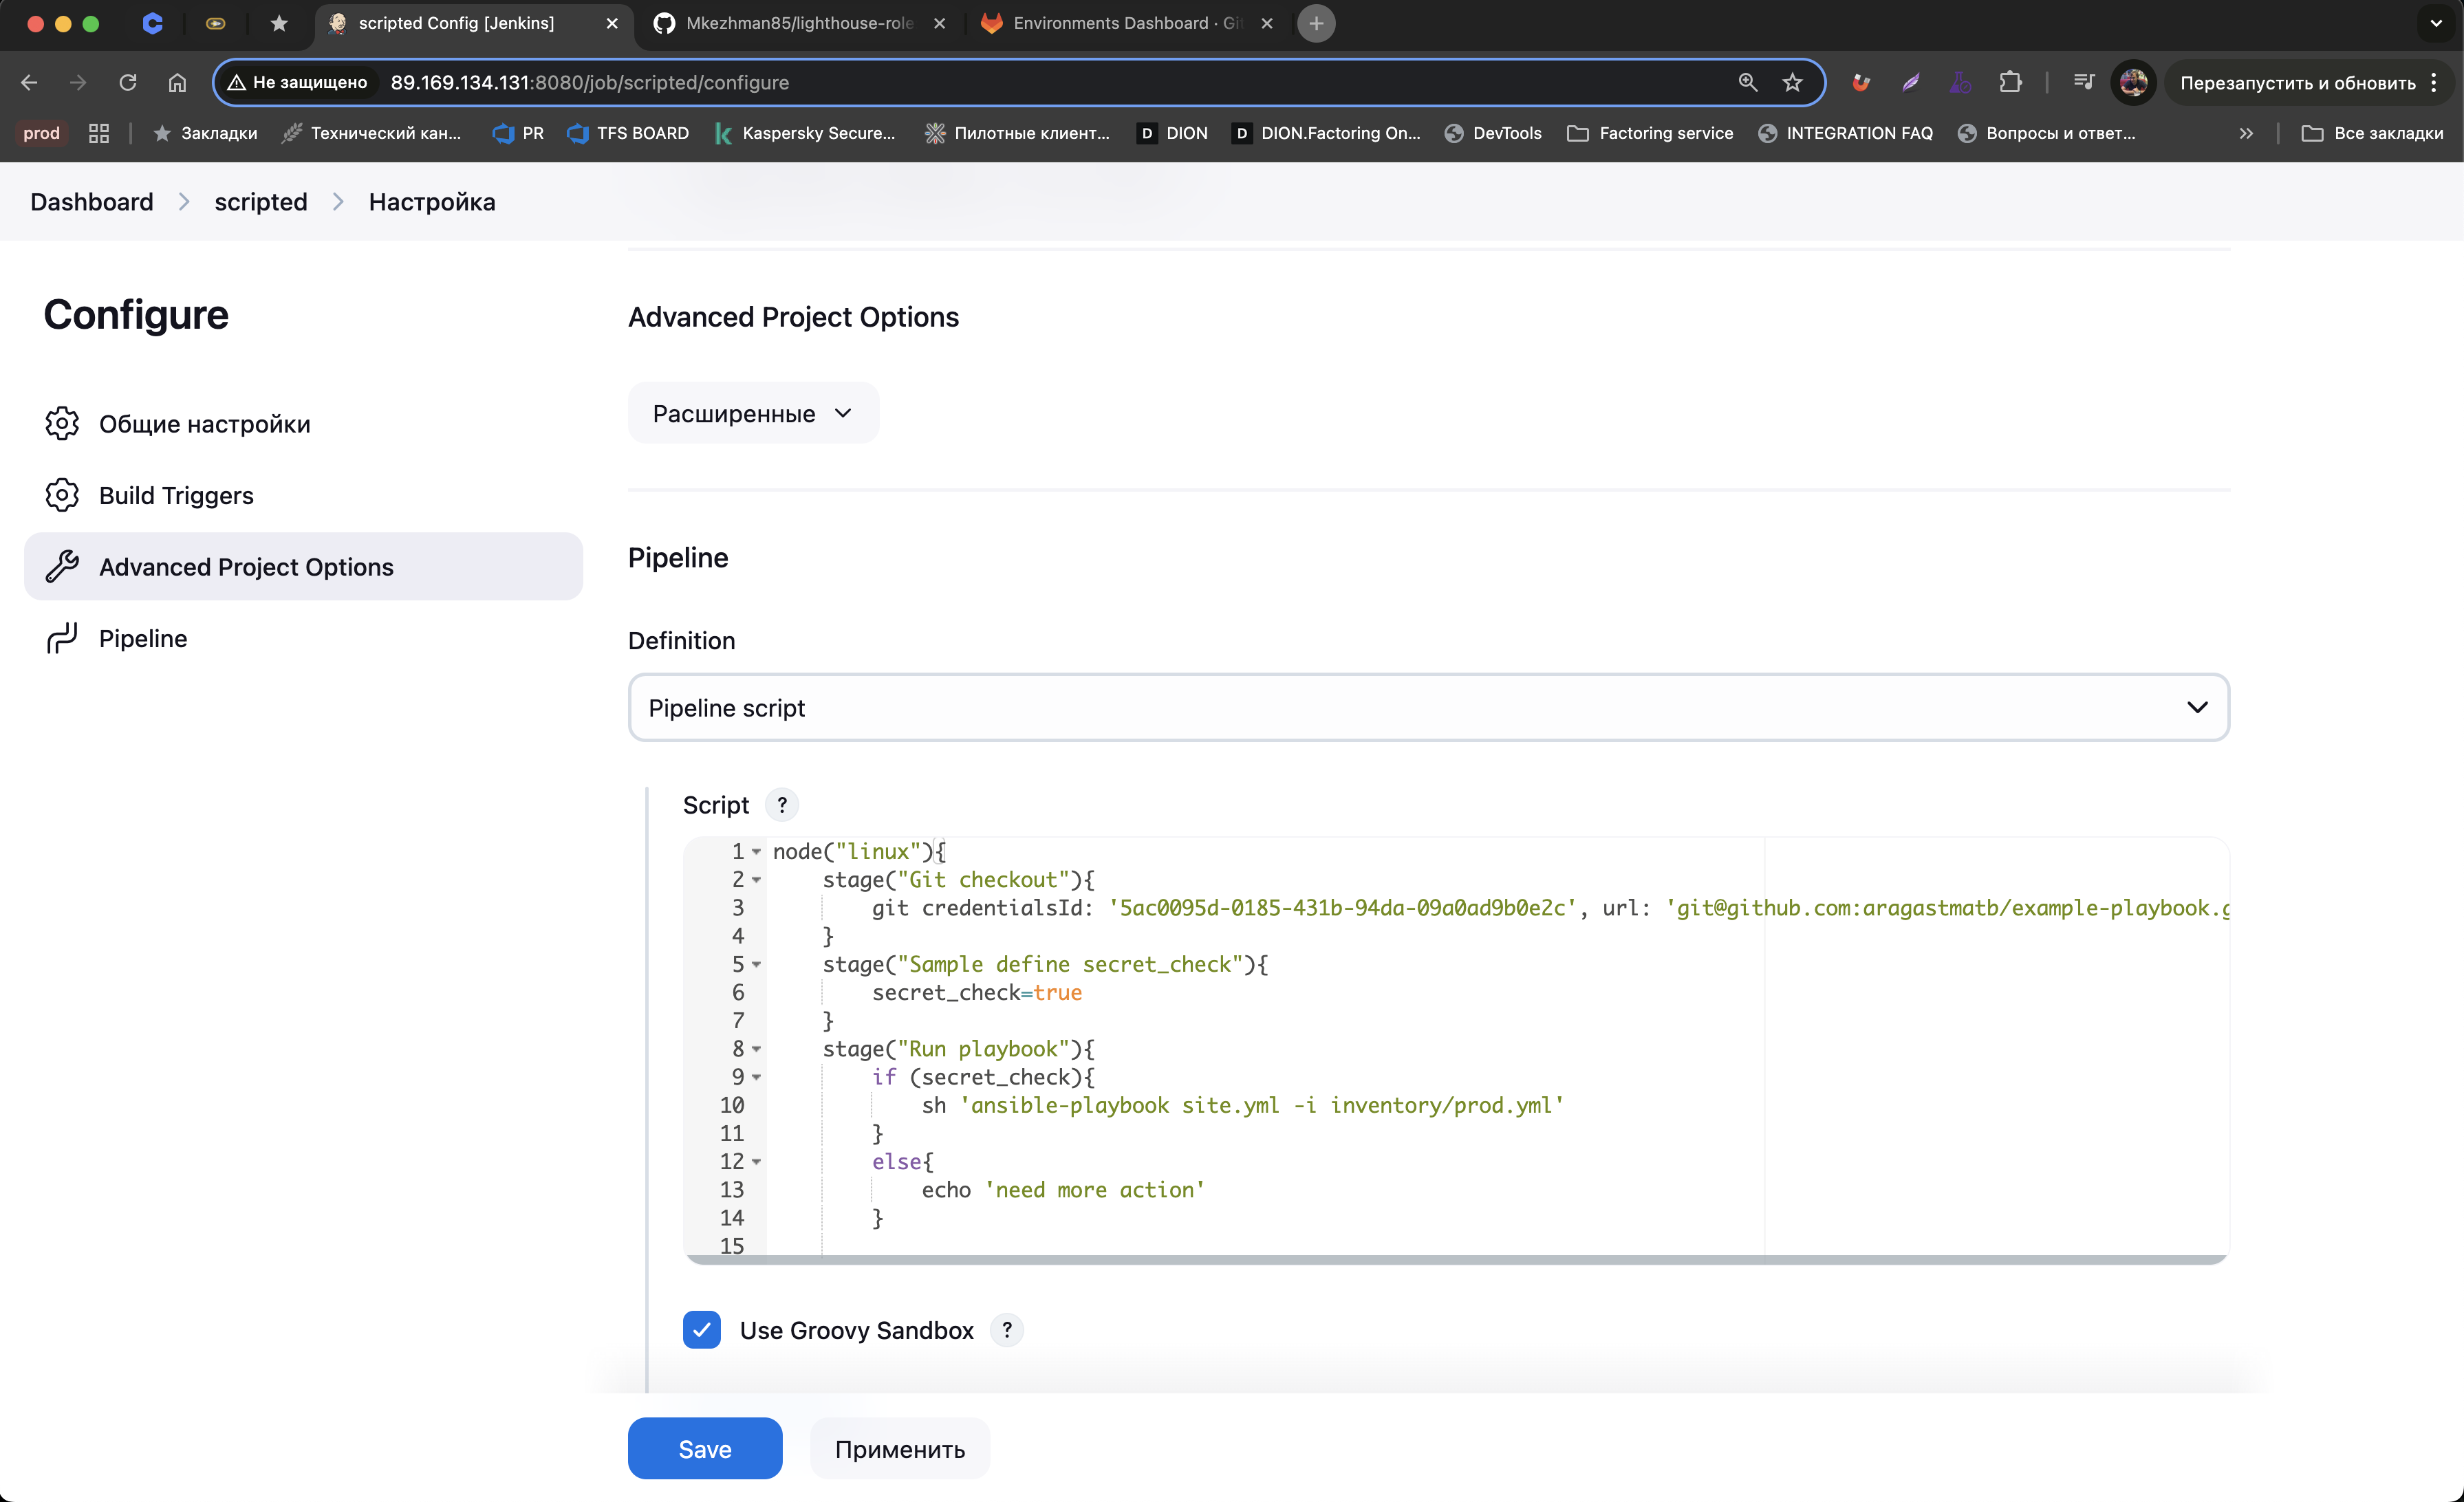 scripted Config [Jenkins]
Mkezhman85/lighthouse-role
Environments Dashboard · Git
Не защищено
89.169.134.131:8080/job/scripted/configure
Перезапустить и обновить
prod
Закладки
Технический кан...
PR
TFS BOARD
Kaspersky Secure...
Пилотные клиент...
DION
DION.Factoring On...
DevTools
Factoring service
INTEGRATION FAQ
Вопросы и ответ...
Все закладки
Dashboard
scripted
Настройка
Configure
Общие настройки
Build Triggers
Advanced Project Options
Pipeline
Advanced Project Options
Расширенные
Pipeline
Definition
Pipeline script
Script ?
1 node("linux"){
2 stage("Git checkout"){
3 git credentialsId: '5ac0095d-0185-431b-94da-09a0ad9b0e2c', url: 'git@github.com:aragastmatb/example-playbook.g
4 }
5 stage("Sample define secret_check"){
6 secret_check=true
7 }
8 stage("Run playbook"){
9 if (secret_check){
10 sh 'ansible-playbook site.yml -i inventory/prod.yml'
11 }
12 else{
13 echo 'need more action'
14 }
15
Use Groovy Sandbox ?
Save
Применить